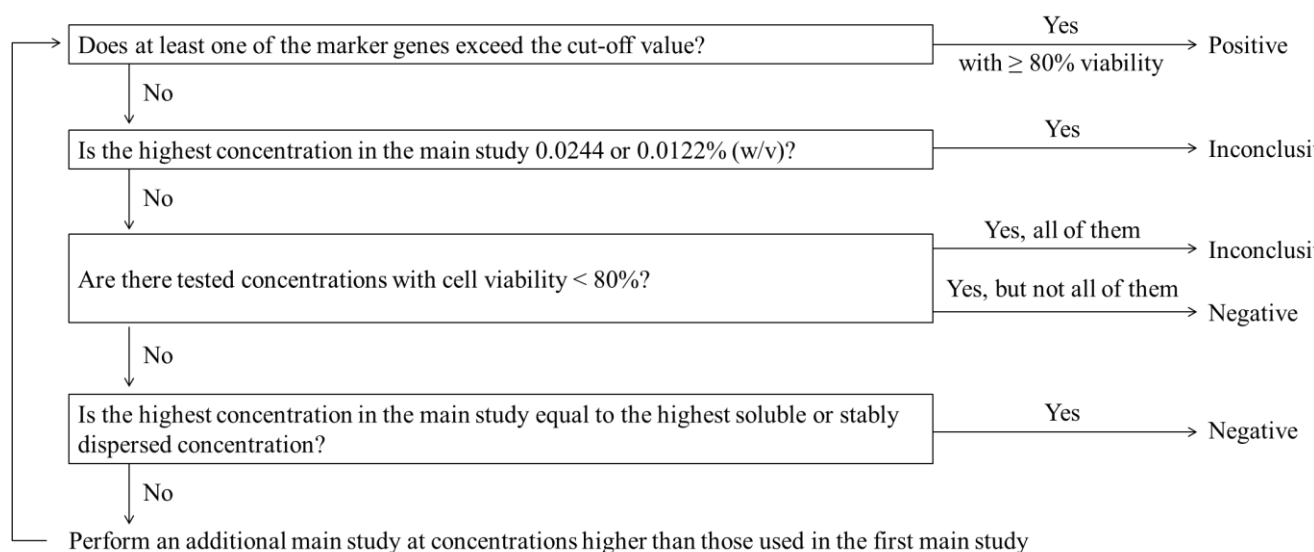 Does at least one of the marker genes exceed the cut-off value?
Yes
with ≥ 80% viability
Positive
No
Is the highest concentration in the main study 0.0244 or 0.0122% (w/v)?
Yes
Inconclusi
No
Are there tested concentrations with cell viability < 80%?
Yes, all of them
Inconclusi
Yes, but not all of them
Negative
No
Is the highest concentration in the main study equal to the highest soluble or stably
dispersed concentration?
Yes
Negative
No
Perform an additional main study at concentrations higher than those used in the first main study